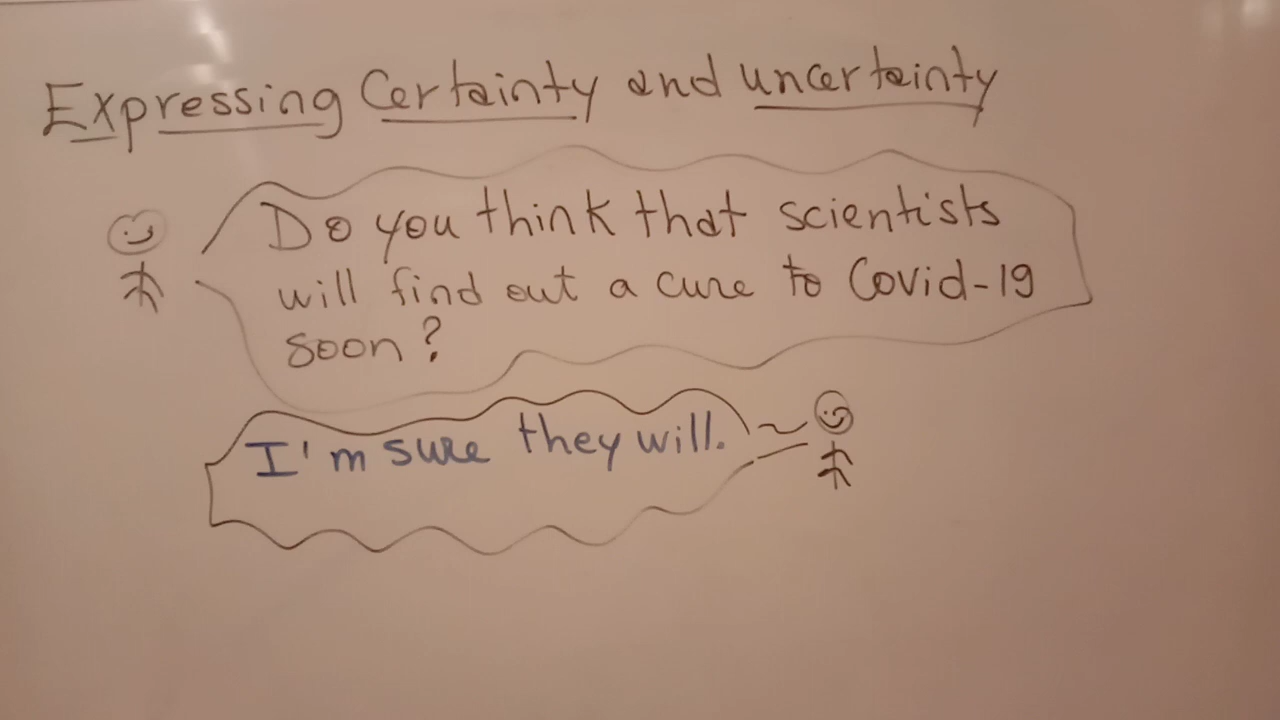 Expressing Certainty and uncertainty
Do you think that scientists
will find out a cure to Covid-19
soon?
I'm sure they will.